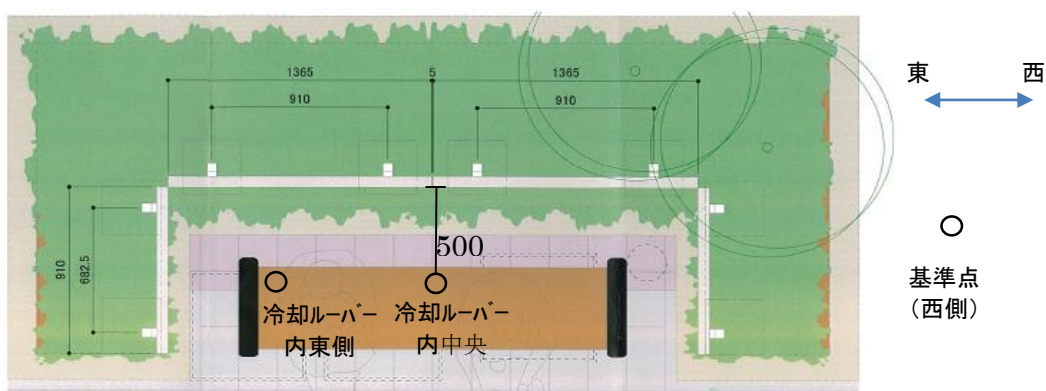 1365 5 1365
910 910
東 西
910
682.5
500
基準点
(西側)
冷却ルーバー
内東側
冷却ルーバー
内中央